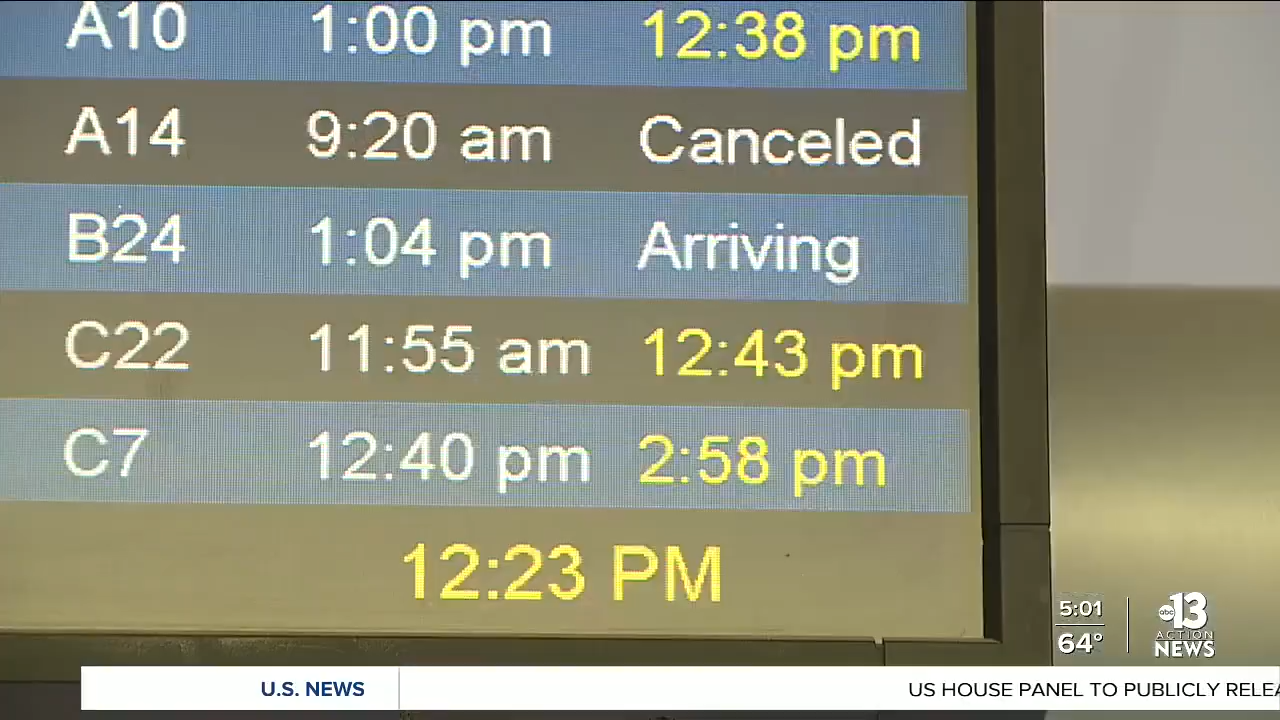 A10 1:00 pm 12:38 pm
A14 9:20 am Canceled
B24 1:04 pm Arriving
C22 11:55 am 12:43 pm
C7 12:40 pm 2:58 pm
12:23 PM
5:01
64°
abc 13
ACTION
NEWS
U.S. NEWS US HOUSE PANEL TO PUBLICLY